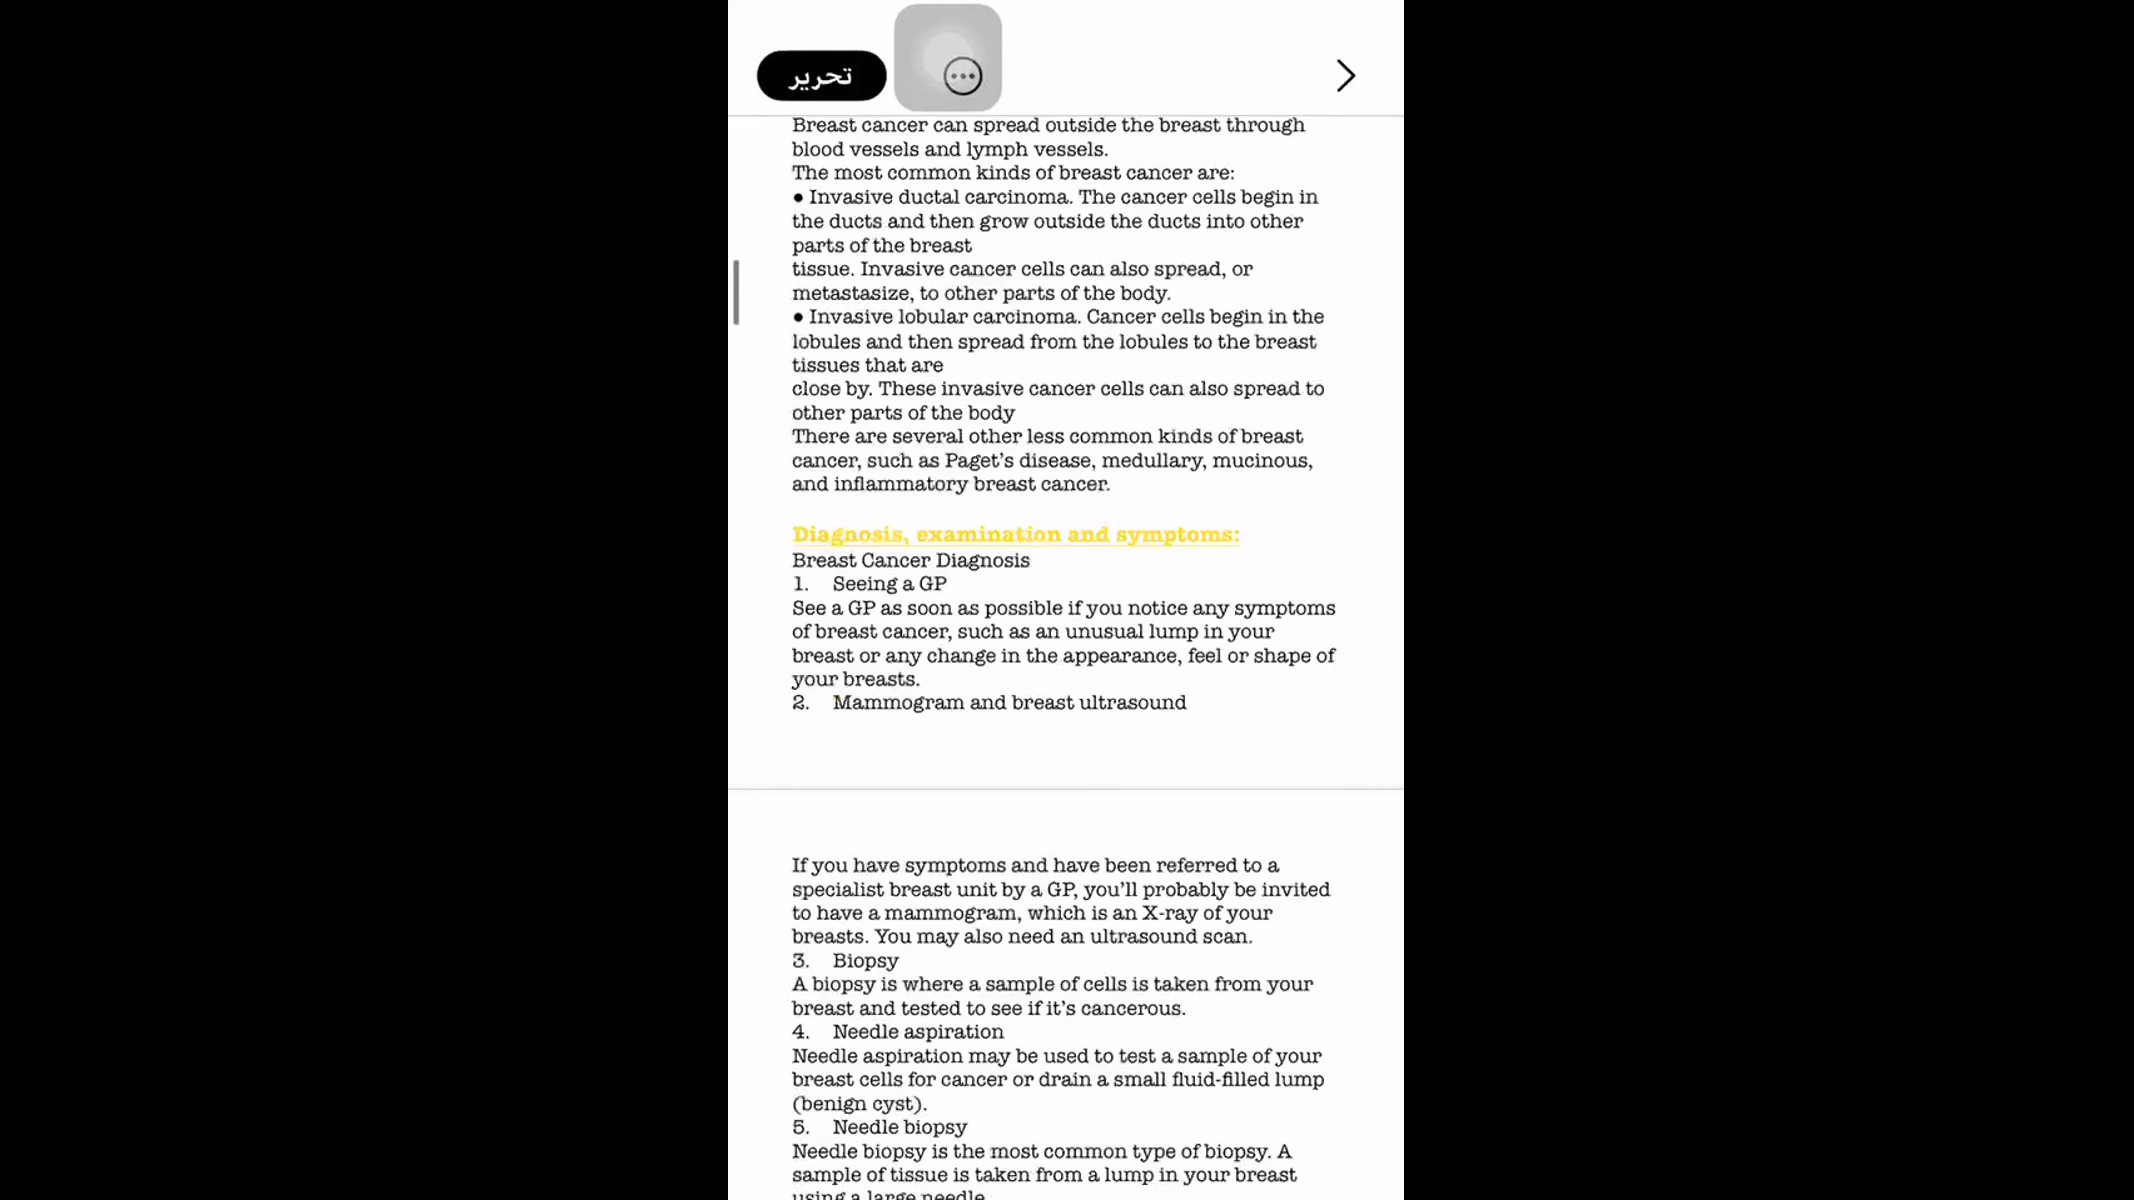 تحرير
Breast cancer can spread outside the breast through
blood vessels and lymph vessels.
The most common kinds of breast cancer are:
● Invasive ductal carcinoma. The cancer cells begin in
the ducts and then grow outside the ducts into other
parts of the breast
tissue. Invasive cancer cells can also spread, or
metastasize, to other parts of the body.
● Invasive lobular carcinoma. Cancer cells begin in the
lobules and then spread from the lobules to the breast
tissues that are
close by. These invasive cancer cells can also spread to
other parts of the body
There are several other less common kinds of breast
cancer, such as Paget's disease, medullary, mucinous,
and inflammatory breast cancer.
Diagnosis, examination and symptoms:
Breast Cancer Diagnosis
1. Seeing a GP
See a GP as soon as possible if you notice any symptoms
of breast cancer, such as an unusual lump in your
breast or any change in the appearance, feel or shape of
your breasts.
2. Mammogram and breast ultrasound
If you have symptoms and have been referred to a
specialist breast unit by a GP, you'll probably be invited
to have a mammogram, which is an X-ray of your
breasts. You may also need an ultrasound scan.
3. Biopsy
A biopsy is where a sample of cells is taken from your
breast and tested to see if it's cancerous.
4. Needle aspiration
Needle aspiration may be used to test a sample of your
breast cells for cancer or drain a small fluid-filled lump
(benign cyst).
5. Needle biopsy
Needle biopsy is the most common type of biopsy. A
sample of tissue is taken from a lump in your breast
using a large needle